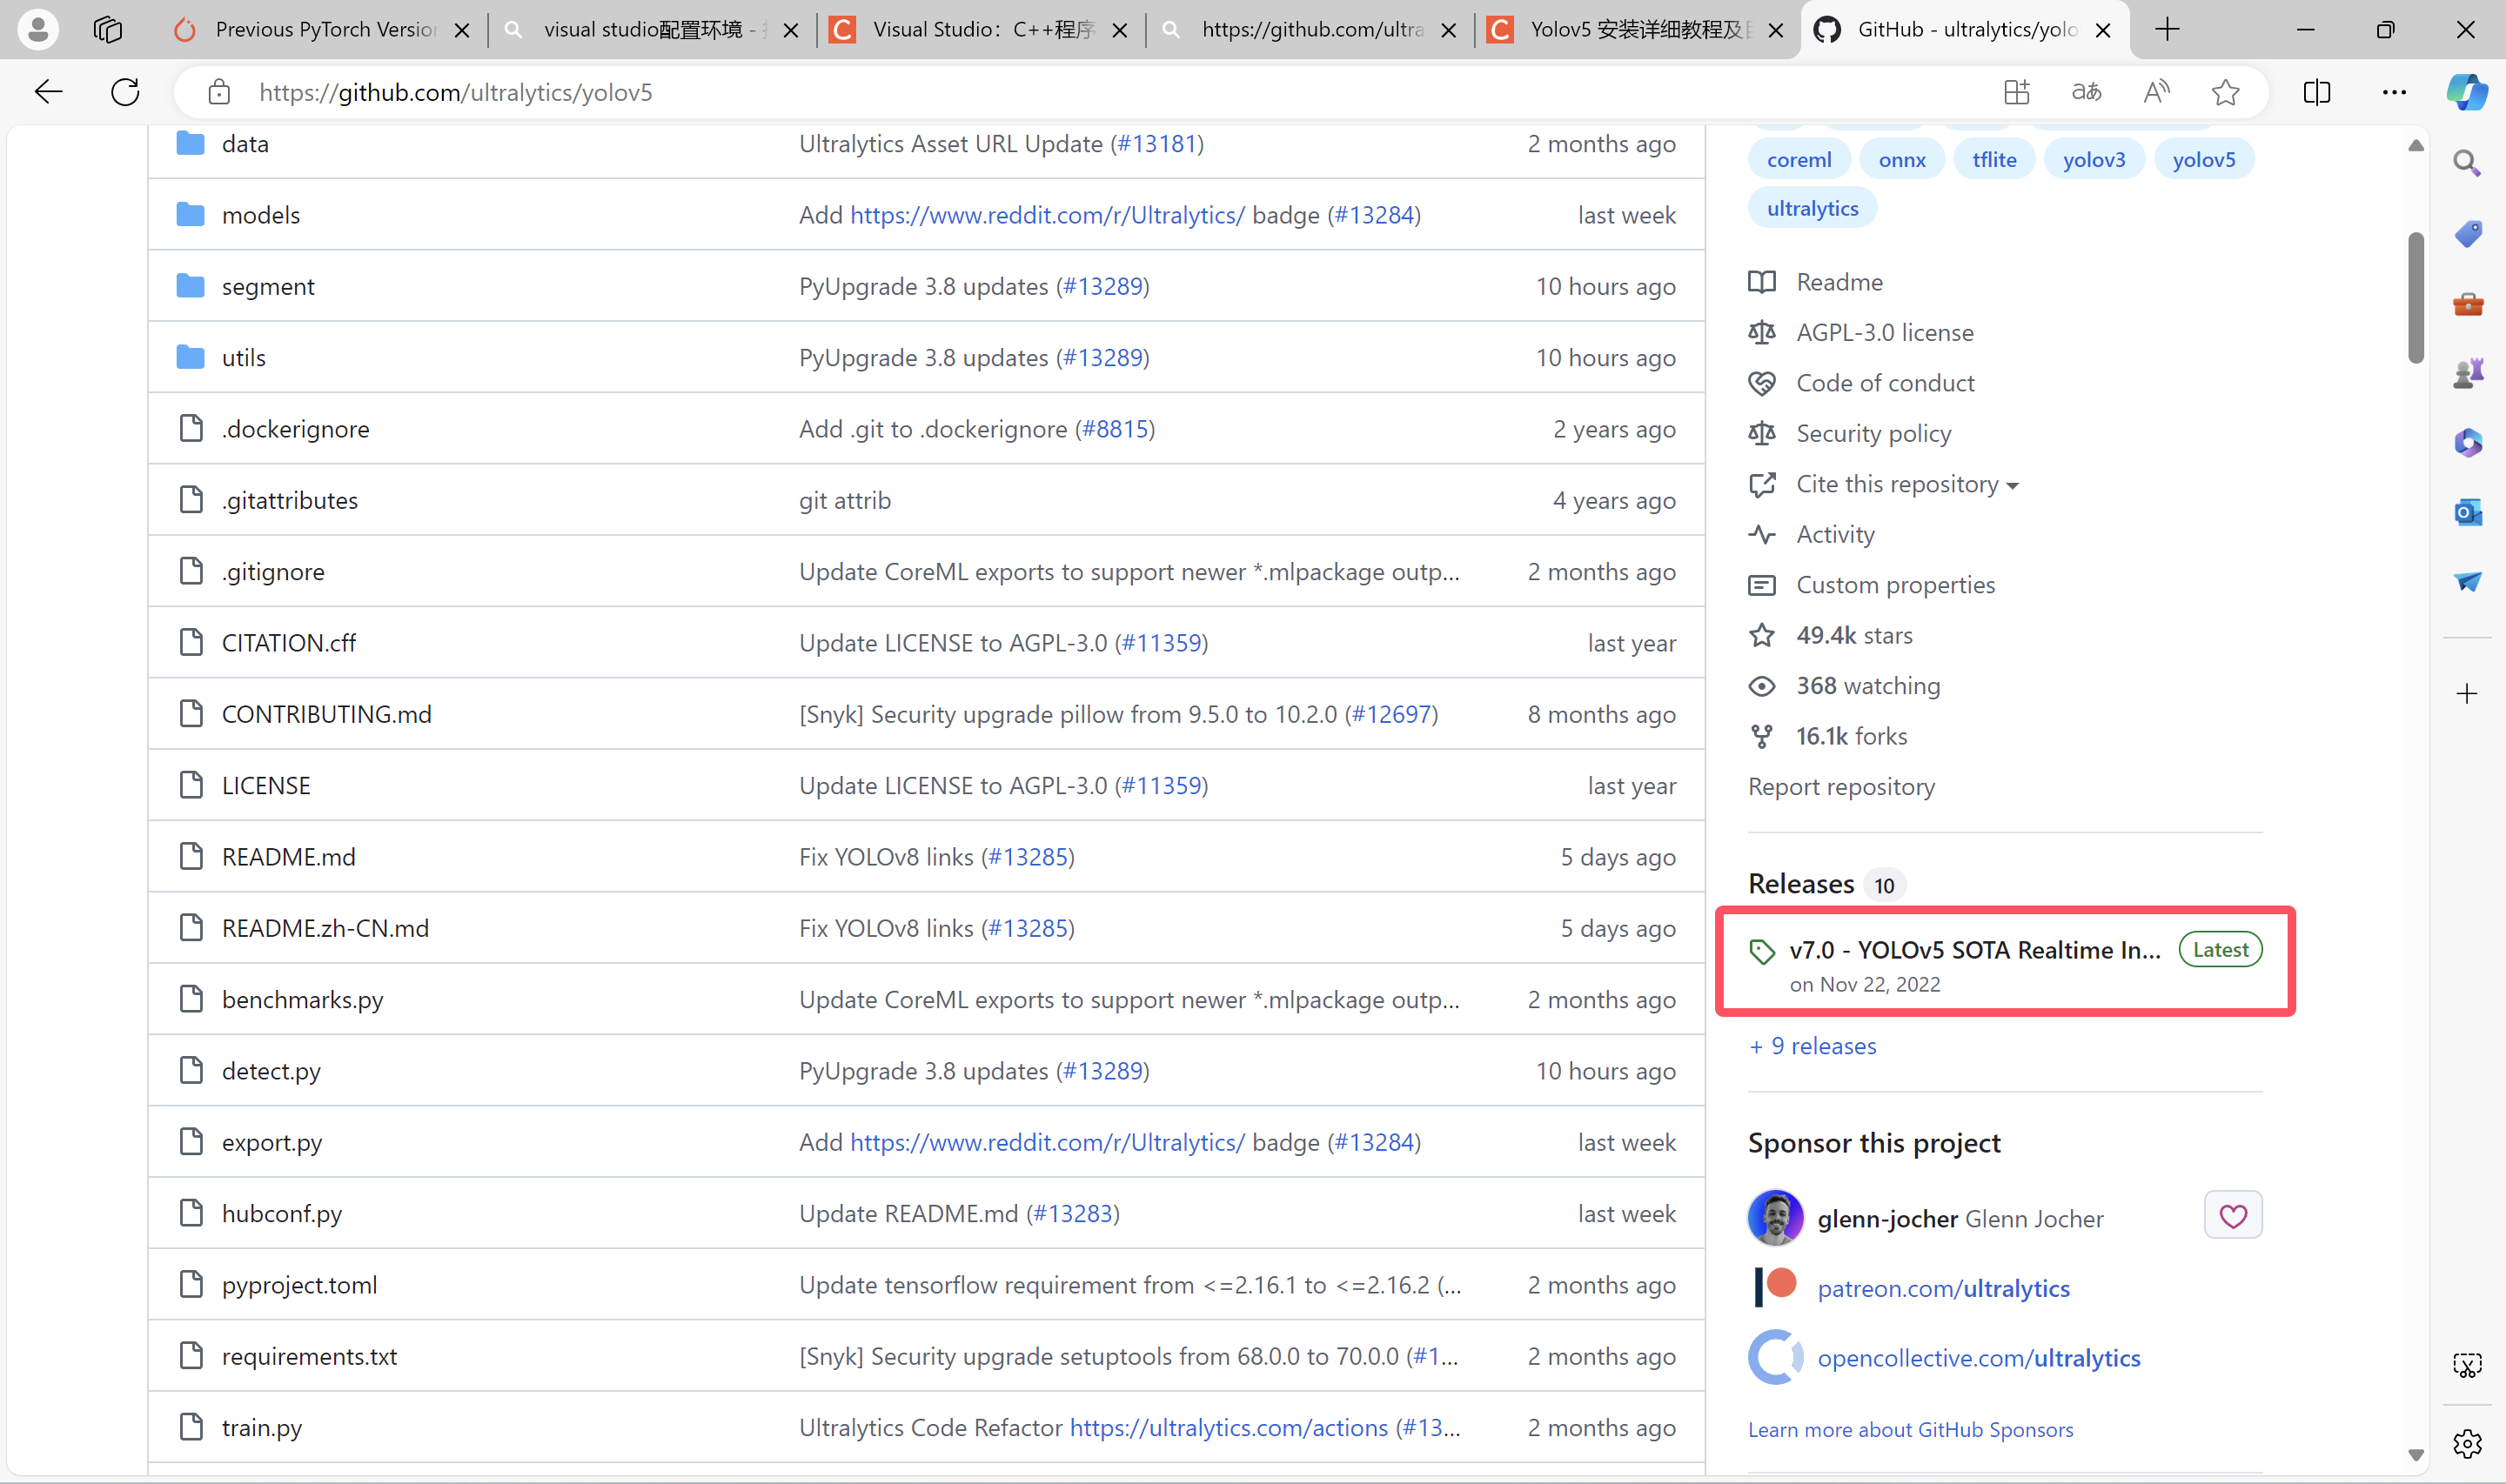 Previous PyTorch Version
visual studio配置环境 -
Visual Studio：C++程序
https://github.com/ultra
Yolov5 安装详细教程及
GitHub - ultralytics/yolo
https://github.com/ultralytics/yolov5
data Ultralytics Asset URL Update (#13181) 2 months ago
models Add https://www.reddit.com/r/Ultralytics/ badge (#13284) last week
segment PyUpgrade 3.8 updates (#13289) 10 hours ago
utils PyUpgrade 3.8 updates (#13289) 10 hours ago
.dockerignore Add .git to .dockerignore (#8815) 2 years ago
.gitattributes git attrib 4 years ago
.gitignore Update CoreML exports to support newer *.mlpackage outp... 2 months ago
CITATION.cff Update LICENSE to AGPL-3.0 (#11359) last year
CONTRIBUTING.md [Snyk] Security upgrade pillow from 9.5.0 to 10.2.0 (#12697) 8 months ago
LICENSE Update LICENSE to AGPL-3.0 (#11359) last year
README.md Fix YOLOv8 links (#13285) 5 days ago
README.zh-CN.md Fix YOLOv8 links (#13285) 5 days ago
benchmarks.py Update CoreML exports to support newer *.mlpackage outp... 2 months ago
detect.py PyUpgrade 3.8 updates (#13289) 10 hours ago
export.py Add https://www.reddit.com/r/Ultralytics/ badge (#13284) last week
hubconf.py Update README.md (#13283) last week
pyproject.toml Update tensorflow requirement from <=2.16.1 to <=2.16.2 (... 2 months ago
requirements.txt [Snyk] Security upgrade setuptools from 68.0.0 to 70.0.0 (#1... 2 months ago
train.py Ultralytics Code Refactor https://ultralytics.com/actions (#13... 2 months ago
coreml onnx tflite yolov3 yolov5
ultralytics
Readme
AGPL-3.0 license
Code of conduct
Security policy
Cite this repository
Activity
Custom properties
49.4k stars
368 watching
16.1k forks
Report repository
Releases 10
v7.0 - YOLOv5 SOTA Realtime In... Latest
on Nov 22, 2022
+ 9 releases
Sponsor this project
glenn-jocher Glenn Jocher
patreon.com/ultralytics
opencollective.com/ultralytics
Learn more about GitHub Sponsors